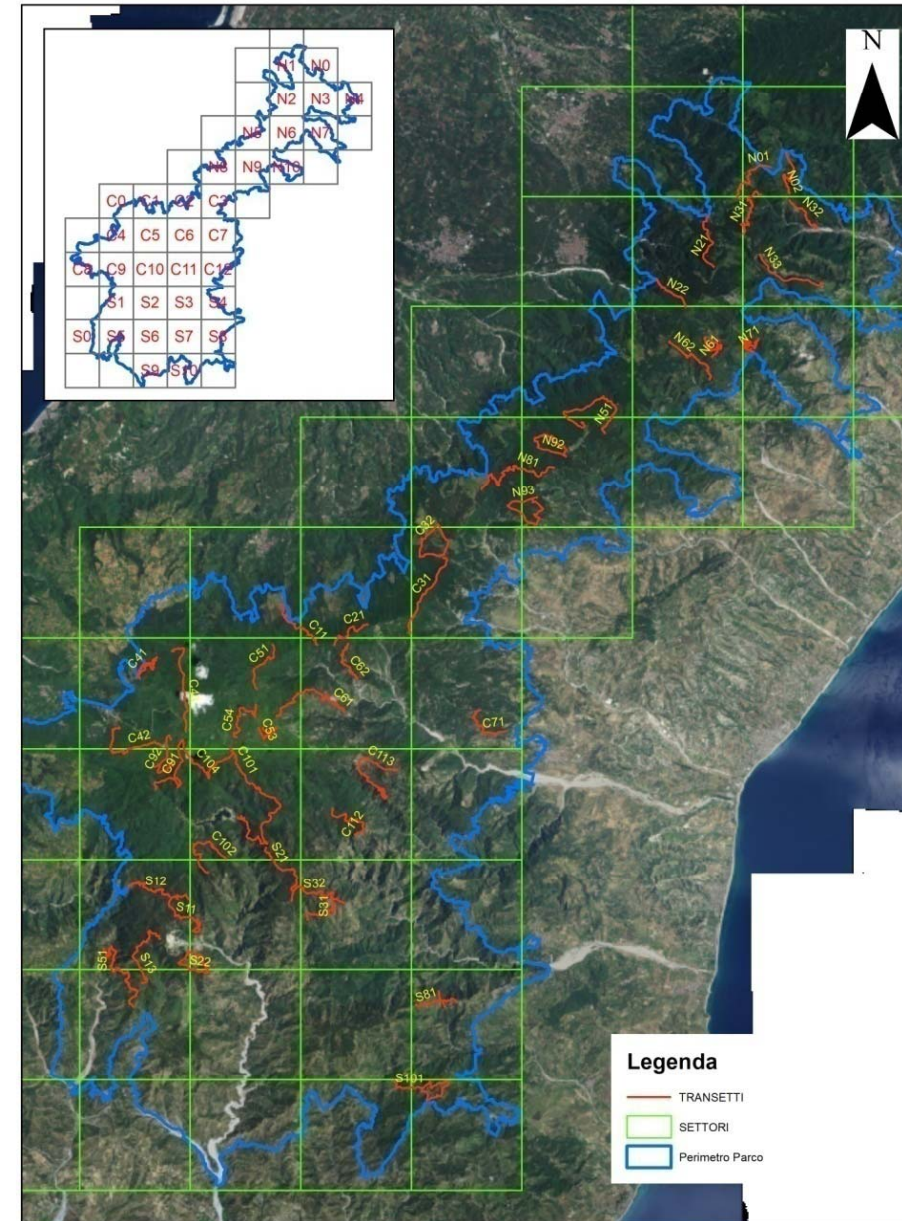 N
N1 N0
N2 N3 N4
N5 N6 N7
N8 N9 N10
C0 C1 C2 C3
C4 C5 C6 C7
C8 C9 C10 C11 C12
S1 S2 S3 S4
S0 S5 S6 S7 S8
S9 S10
N01
N02
N31
N32
N21
N33
N22
N62
N61
N71
N51
N92
N81
N93
C32
C31
C21
C11
C41
C51
C62
C61
C54
C53
C71
C42
C92
C91
C104
C101
C113
C112
C102
S21
S12
S11
S32
S31
S51
S13
S22
S81
S101
Legenda
TRANSETTI
SETTORI
Perimetro Parco